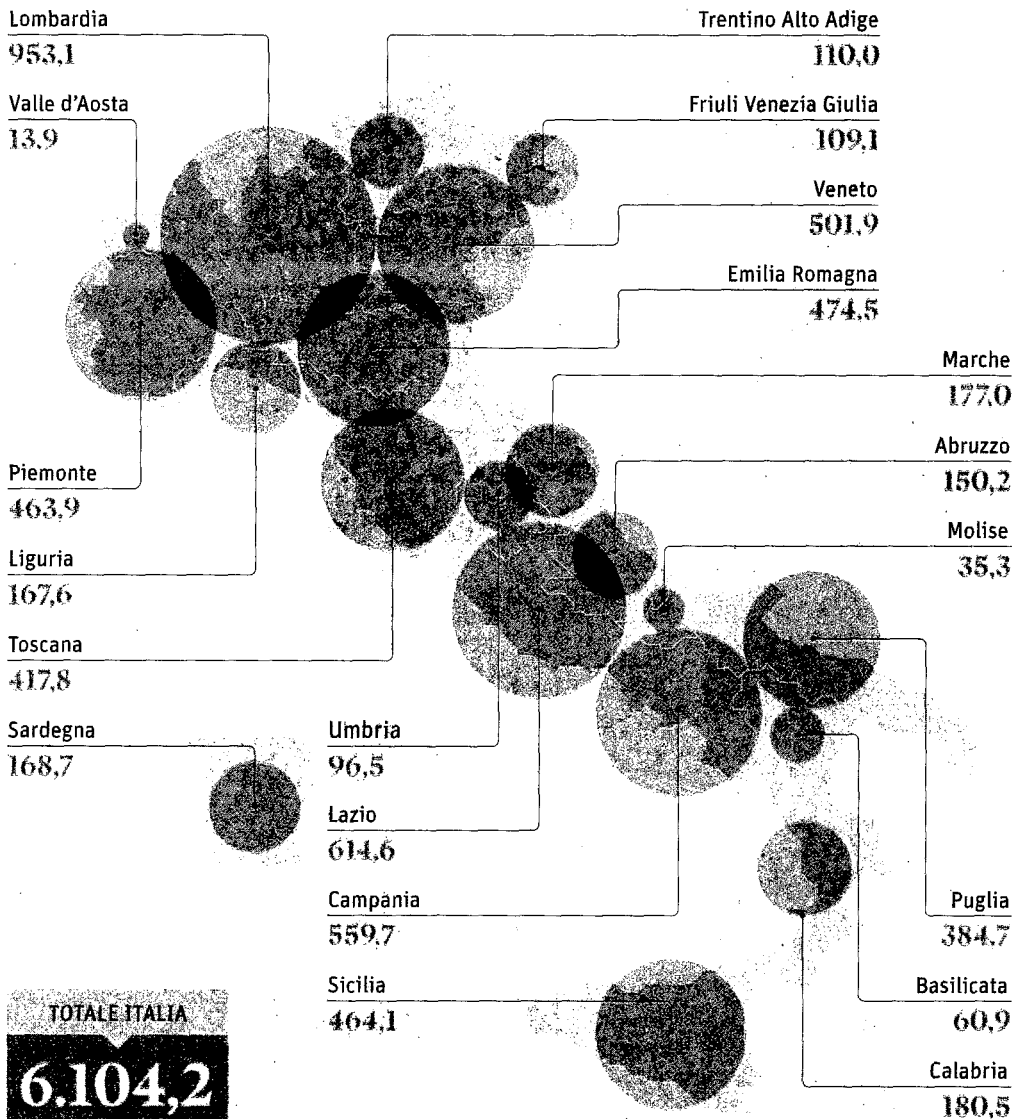 Lombardia
953,1
Valle d'Aosta
13,9
Trentino Alto Adige
110,0
Friuli Venezia Giulia
109,1
Veneto
501,9
Emilia Romagna
474,5
Marche
177,0
Abruzzo
150,2
Molise
35,3
Piemonte
463,9
Liguria
167,6
Toscana
417,8
Sardegna
168,7
Umbria
96,5
Lazio
614,6
Campania
559,7
Sicilia
464,1
Puglia
384,7
Basilicata
60,9
Calabria
180,5
TOTALE ITALIA
6.104,2